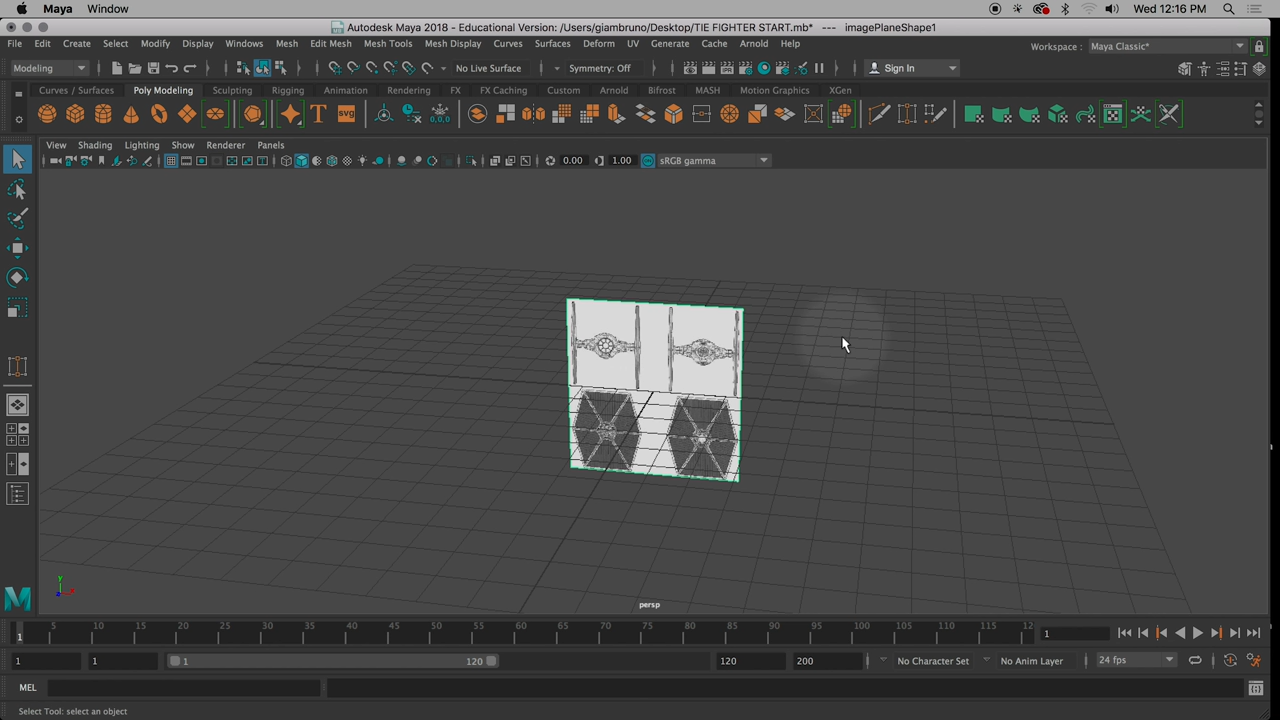 Maya Window Wed 12:16 PM
Autodesk Maya 2018 - Educational Version: /Users/giambruno/Desktop/TIE FIGHTER START.mb* --- imagePlaneShape1
File Edit Create Select Modify Display Windows Mesh Edit Mesh Mesh Tools Mesh Display Curves Surfaces Deform UV Generate Cache Arnold Help Workspace : Maya Classic*
Modeling No Live Surface Symmetry: Off Sign In
Curves / Surfaces Poly Modeling Sculpting Rigging Animation Rendering FX FX Caching Custom Arnold Bifrost MASH Motion Graphics XGen
T SVG 0,0,0
View Shading Lighting Show Renderer Panels
0.00 1.00 sRGB gamma
y
x
z
persp
5 10 15 20 25 30 35 40 45 50 55 60 65 70 75 80 85 90 95 100 105 110 115 12
1 1
1 1 1 120 120 200 No Character Set No Anim Layer 24 fps
MEL
Select Tool: select an object